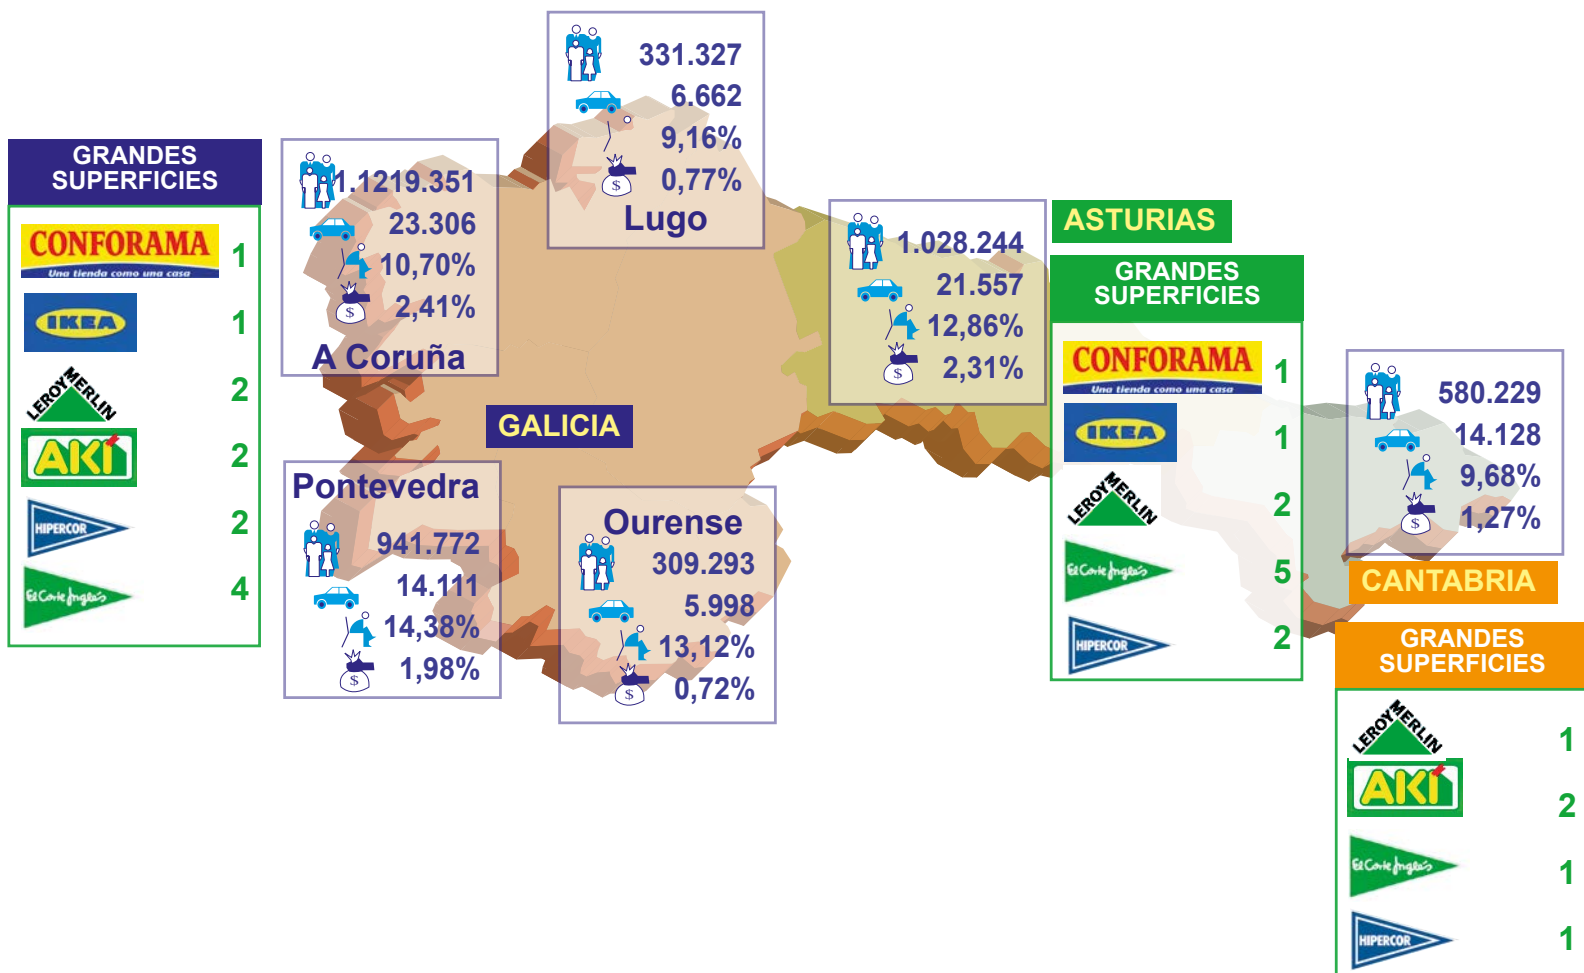 GRANDES
SUPERFICIES
CONFORAMA
Una tienda como una casa
1
IKEA
1
LEROY MERLIN
2
AKÍ
2
HIPERCOR
2
El Corte Inglés
4
1.1219.351
23.306
10,70%
$
2,41%
A Coruña
331.327
6.662
9,16%
$
0,77%
Lugo
GALICIA
Pontevedra
941.772
14.111
14,38%
$
1,98%
Ourense
309.293
5.998
13,12%
$
0,72%
1.028.244
21.557
12,86%
$
2,31%
ASTURIAS
GRANDES
SUPERFICIES
CONFORAMA
Una tienda como una casa
1
IKEA
1
LEROY MERLIN
2
El Corte Inglés
5
HIPERCOR
2
580.229
14.128
9,68%
$
1,27%
CANTABRIA
GRANDES
SUPERFICIES
LEROY MERLIN
1
AKÍ
2
El Corte Inglés
1
HIPERCOR
1